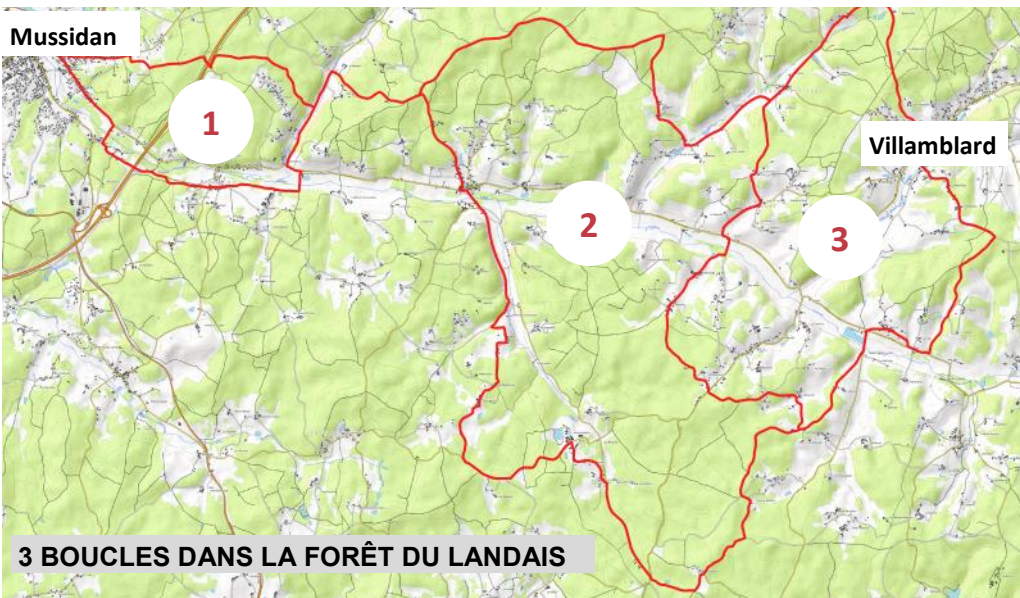 Mussidan
1
Villamblard
2
3
3 BOUCLES DANS LA FORÊT DU LANDAIS